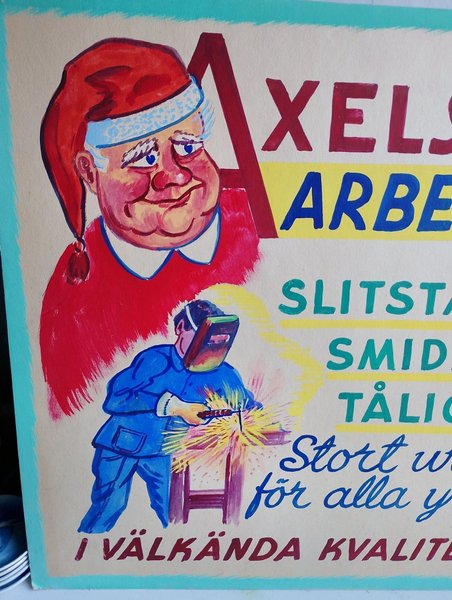 AXELS
ARBE
SLITSTA
SMID
TÅLIG
Stort u
för alla y
I VÄLKÄNDA KVALITE